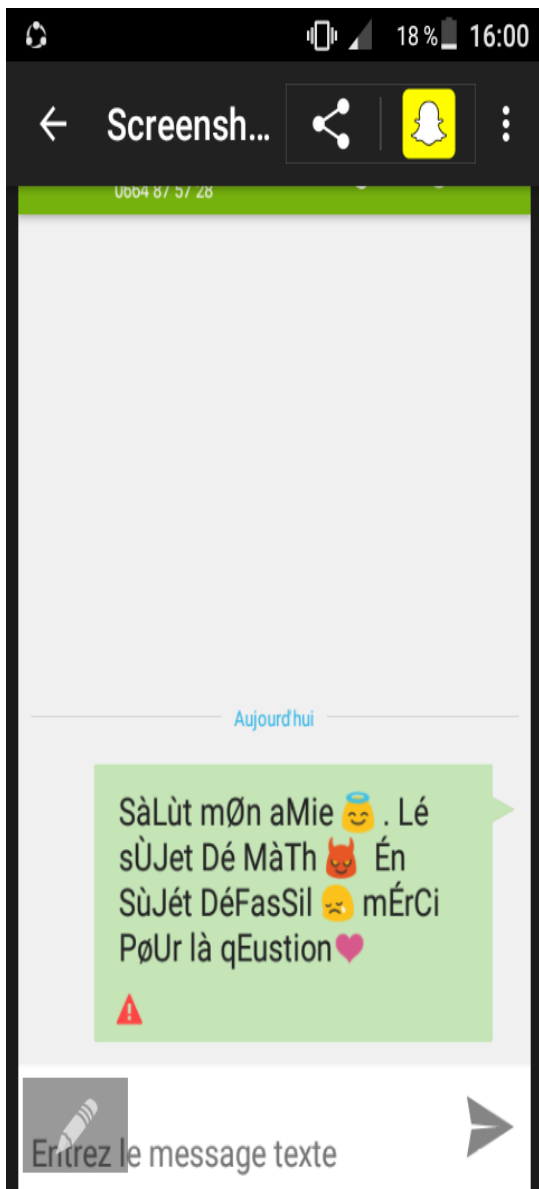 18 % 16:00
Screensh...
0664 87 57 28
Aujourd'hui
SàLùt mØn aMie 😇 . Lé
sÙJet Dé MàTh 👿 Én
SùJét DéFasSil 😢 mÉrCi
PøUr là qEustion💜
Entrez le message texte